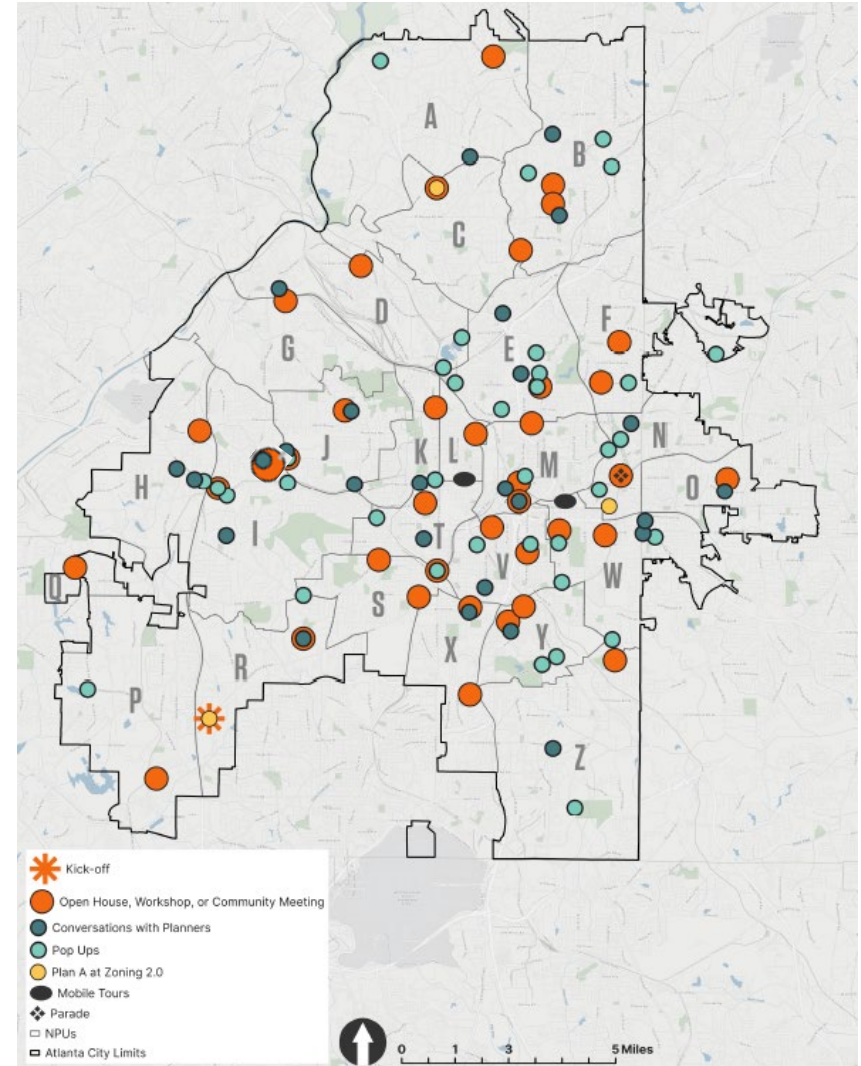 A
B
C
D
F
E
G
J
K
L
M
N
H
O
I
T
V
W
Q
S
X
Y
R
P
Z
Kick-off
Open House, Workshop, or Community Meeting
Conversations with Planners
Pop Ups
Plan A at Zoning 2.0
Mobile Tours
Parade
NPUs
Atlanta City Limits
0 1 3 5 Miles